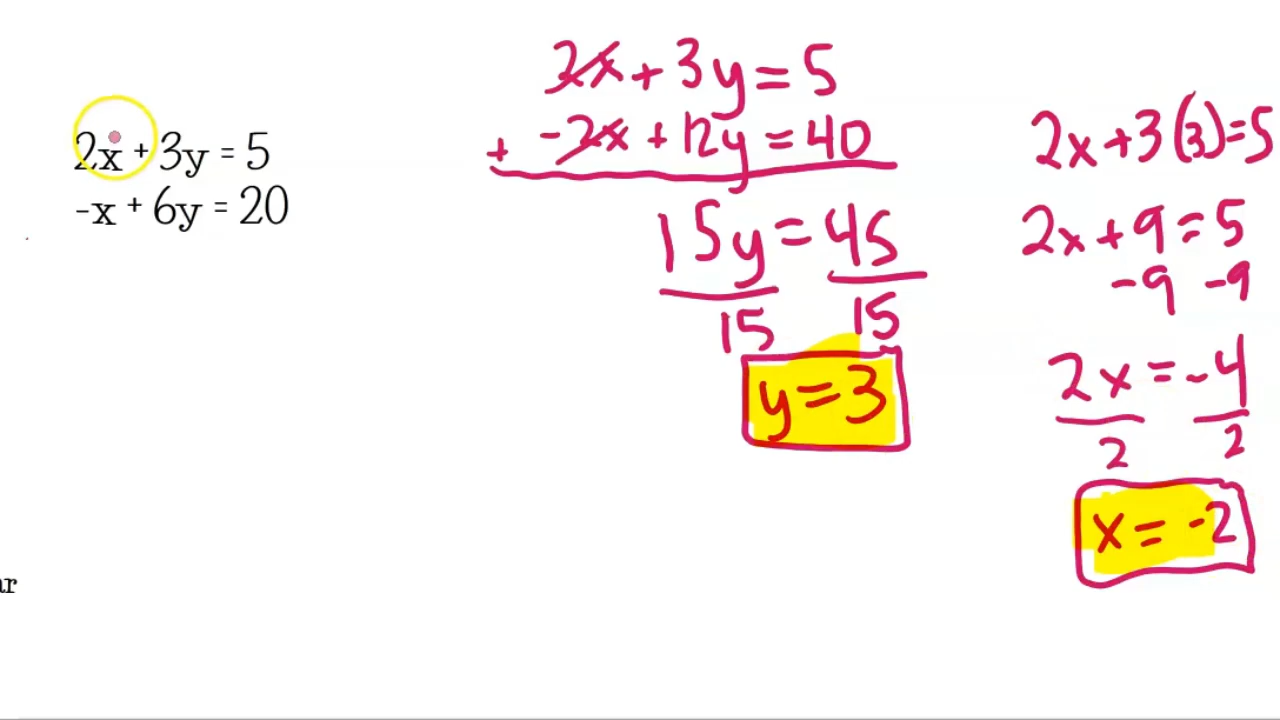 2x + 3y = 5
-x + 6y = 20
ar
2x + 3y = 5
+ -2x + 12y = 40
15y = 45
15 15
y = 3
2x + 3(3) = 5
2x + 9 = 5
-9 -9
2x = -4
2 2
x = -2